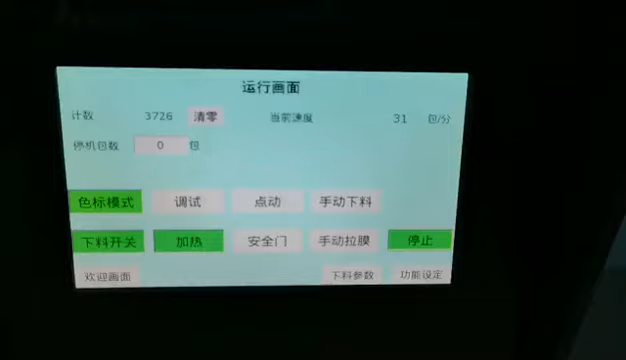 运行画面
计数 3726 清零 当前速度 31 包/分
停机包数 0 包
色标模式 调试 点动 手动下料
下料开关 加热 安全门 手动拉膜 停止
欢迎画面 下料参数 功能设定